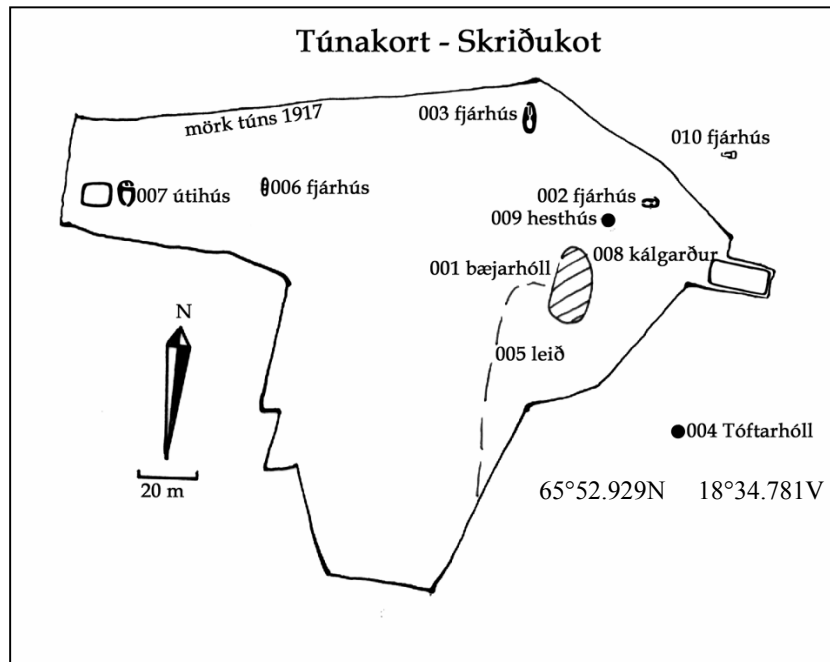 Túnakort - Skriðukot
mörk túns 1917
003 fjárhús
010 fjárhús
007 útihús
006 fjárhús
002 fjárhús
009 hesthús
008 kálgarður
001 bæjarhóll
N
005 leið
004 Tóftarhóll
20 m
65°52.929N 18°34.781V